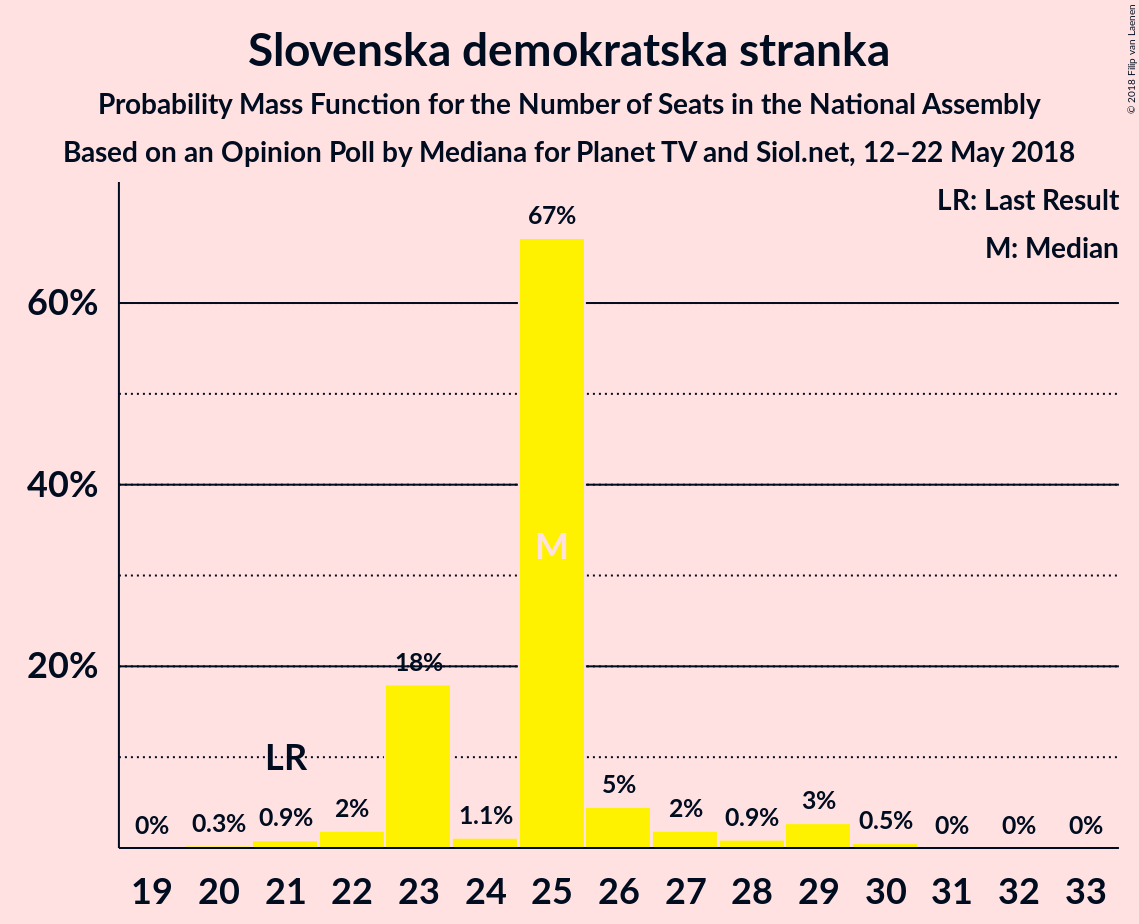 Slovenska demokratska stranka
Probability Mass Function for the Number of Seats in the National Assembly
Based on an Opinion Poll by Mediana for Planet TV and Siol.net, 12–22 May 2018
© 2018 Filip van Laenen
LR: Last Result
M: Median
67%
60%
M
40%
20%
18%
LR
0%
0.3%
0.9%
2%
1.1%
5%
2%
0.9%
3%
0.5%
0%
0%
0%
19 20 21 22 23 24 25 26 27 28 29 30 31 32 33